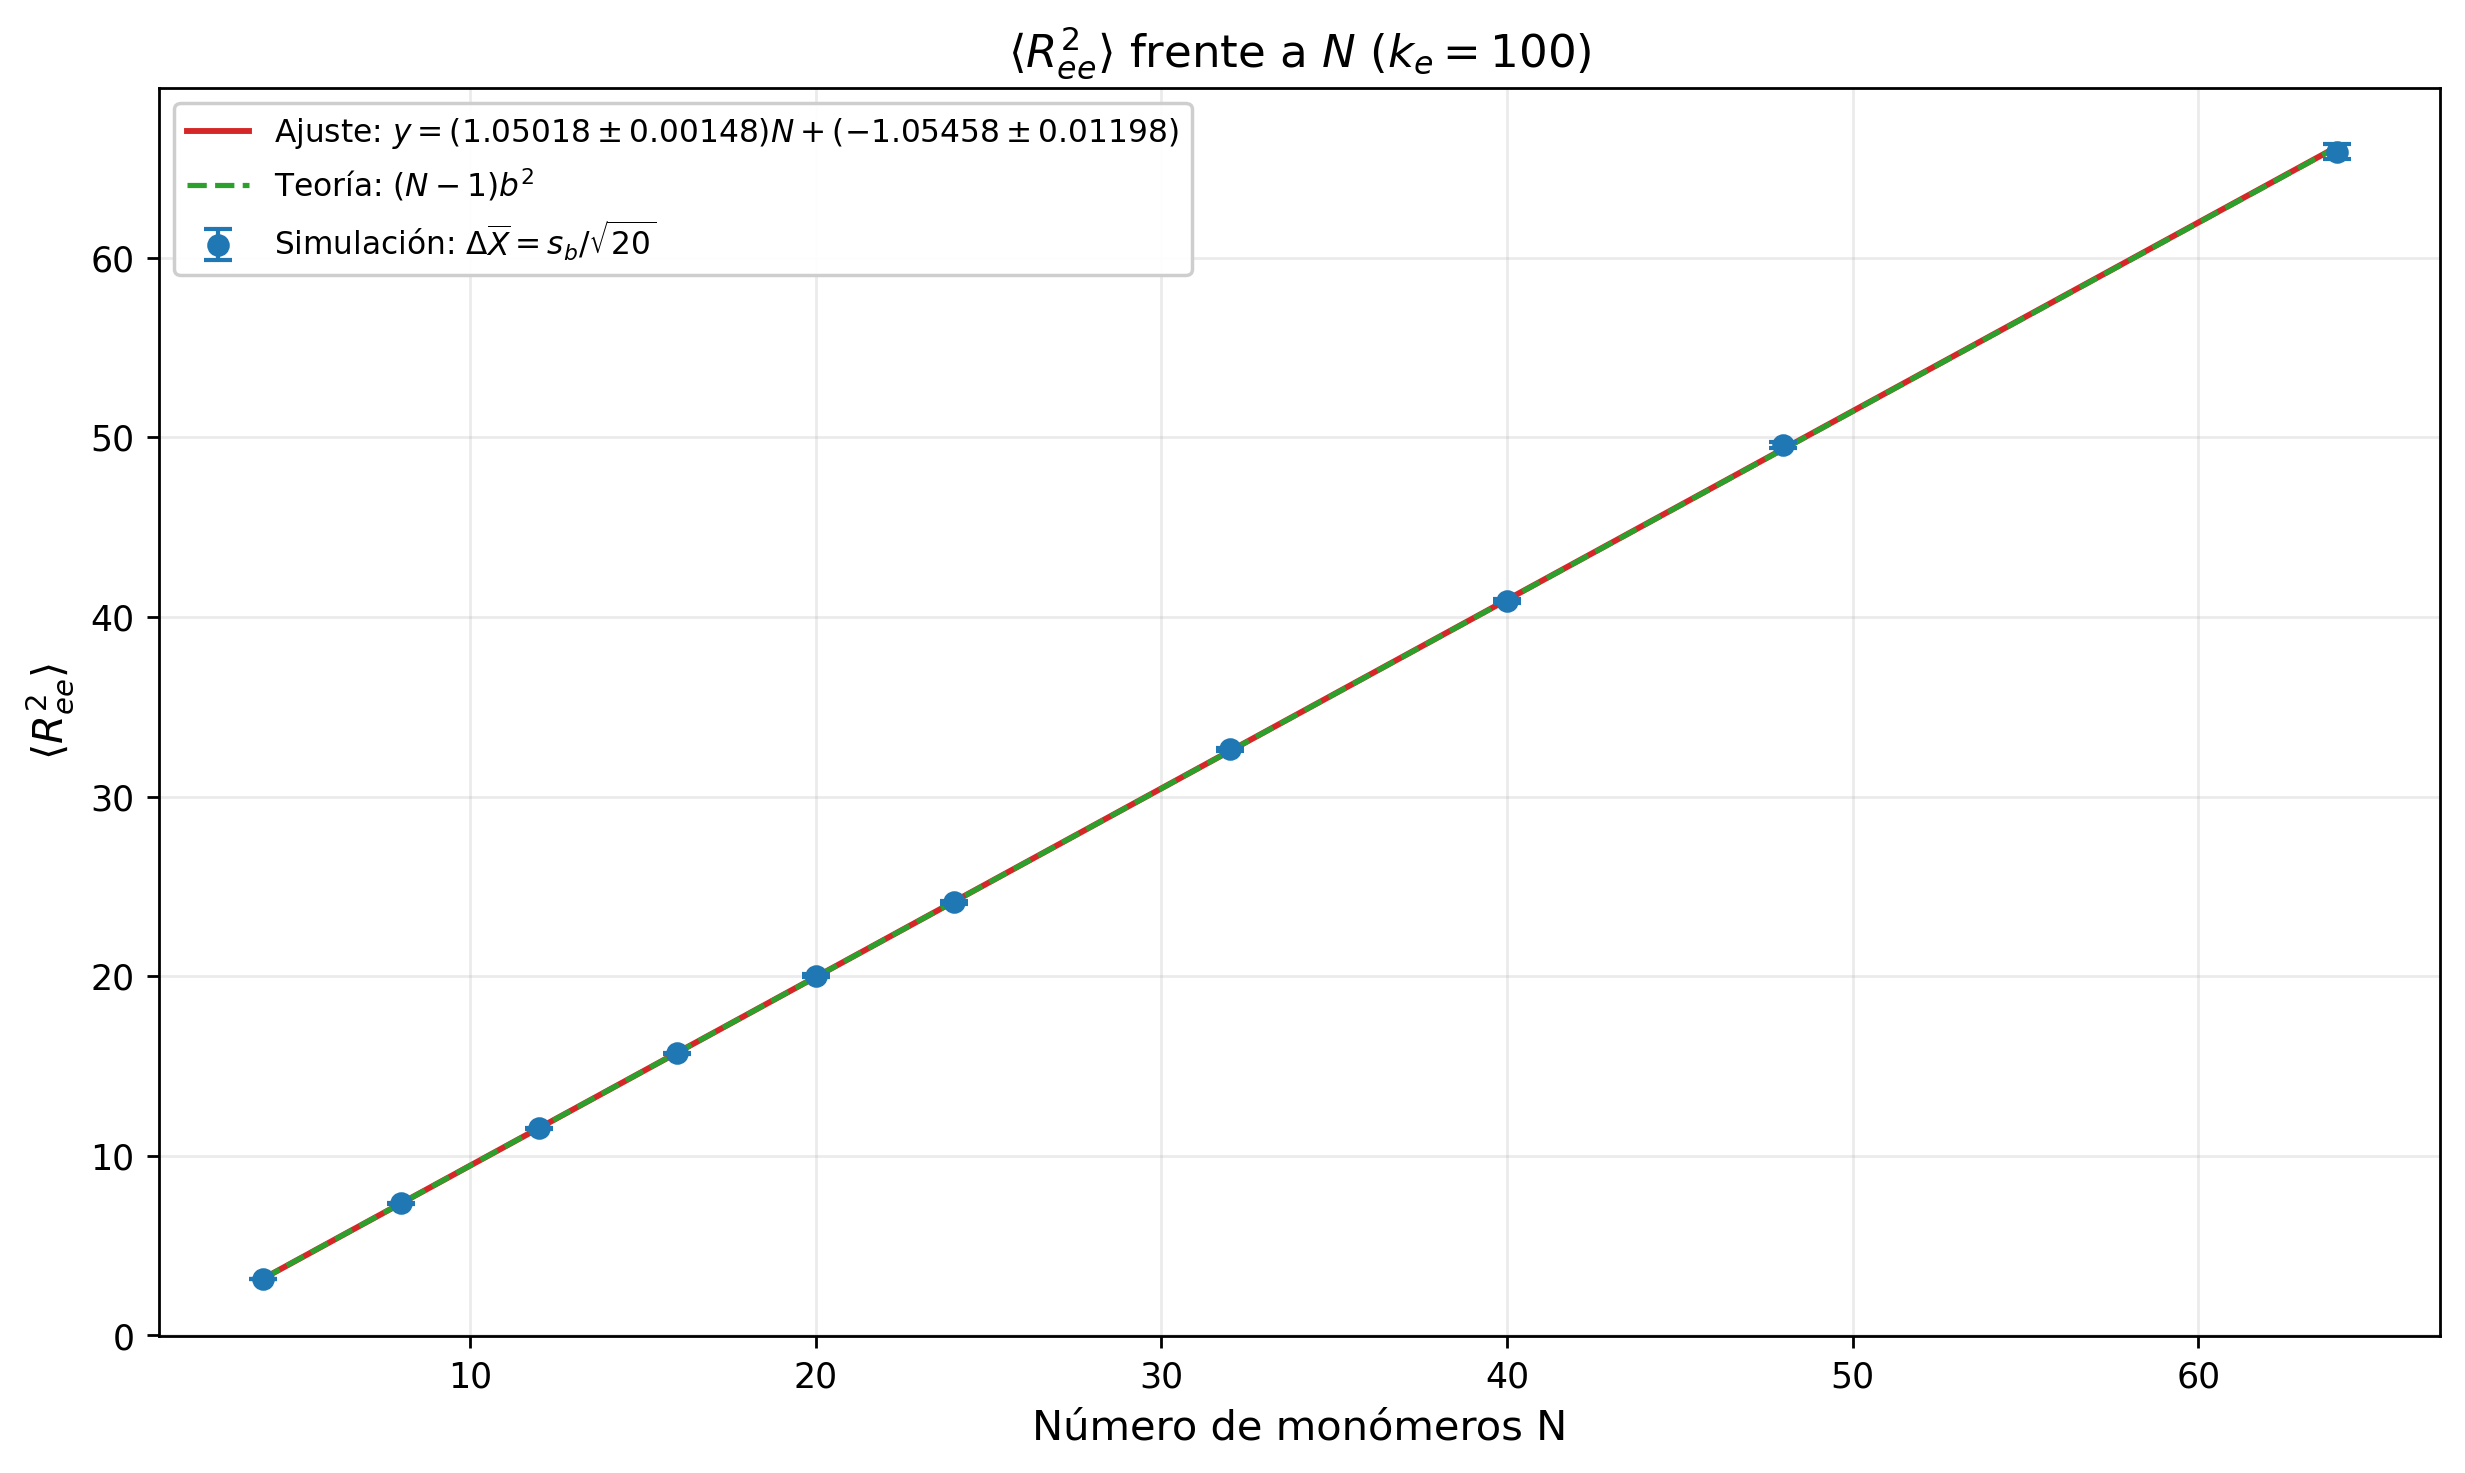 ⟨R²ₑₑ⟩ frente a N (kₑ = 100)
Ajuste: y = (1.05018 ± 0.00148)N + (−1.05458 ± 0.01198)
Teoría: (N − 1)b²
Simulación: ΔX̅ = s_b/√20
⟨R²ₑₑ⟩
60
50
40
30
20
10
0
10 20 30 40 50 60
Número de monómeros N